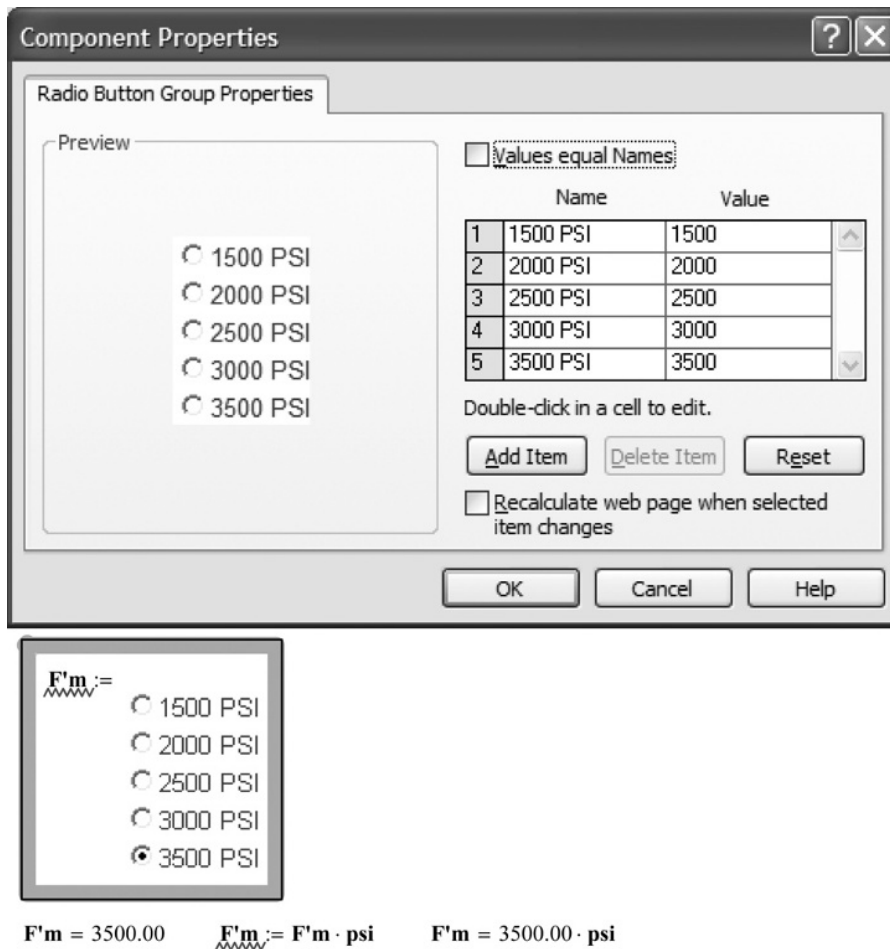 Component Properties
Radio Button Group Properties
Preview
1500 PSI
2000 PSI
2500 PSI
3000 PSI
3500 PSI
Values equal Names
Name Value
1 1500 PSI 1500
2 2000 PSI 2000
3 2500 PSI 2500
4 3000 PSI 3000
5 3500 PSI 3500
Double-click in a cell to edit.
Add Item Delete Item Reset
Recalculate web page when selected
item changes
OK Cancel Help
F'm :=
1500 PSI
2000 PSI
2500 PSI
3000 PSI
3500 PSI
F'm = 3500.00 F'm := F'm · psi F'm = 3500.00 · psi